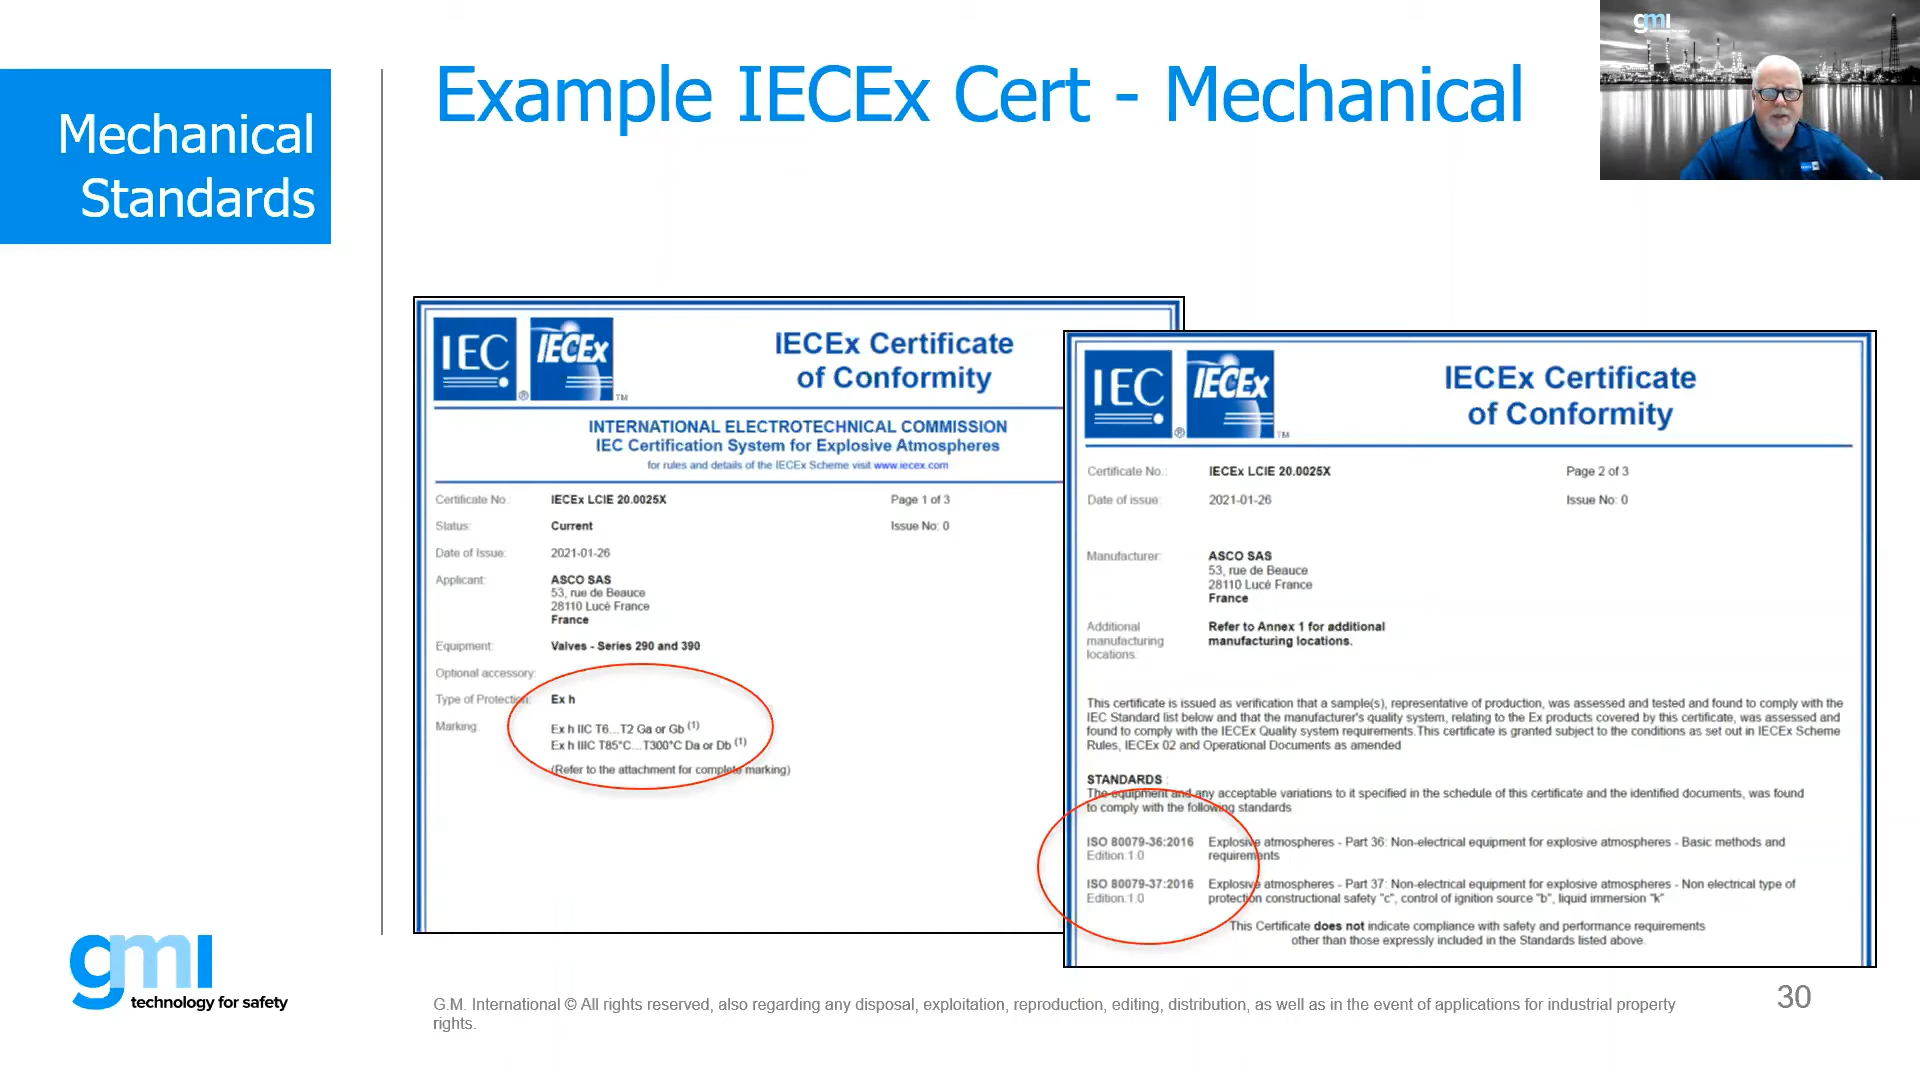 Mechanical
Standards
Example IECEx Cert - Mechanical
gmi
IEC
®
IECEx
TM
IECEx Certificate
of Conformity
INTERNATIONAL ELECTROTECHNICAL COMMISSION
IEC Certification System for Explosive Atmospheres
for rules and details of the IECEx Scheme visit www.iecex.com
Certificate No.: IECEx LCIE 20.0025X Page 1 of 3
Status: Current Issue No: 0
Date of Issue: 2021-01-26
Applicant: ASCO SAS
53, rue de Beauce
28110 Lucé France
France
Equipment: Valves - Series 290 and 390
Optional accessory:
Type of Protection: Ex h
Marking: Ex h IIC T6...T2 Ga or Gb (1)
Ex h IIIC T85°C...T300°C Da or Db (1)
(Refer to the attachment for complete marking)
IEC
®
IECEx
TM
IECEx Certificate
of Conformity
Certificate No.: IECEx LCIE 20.0025X Page 2 of 3
Date of issue: 2021-01-26 Issue No: 0
Manufacturer: ASCO SAS
53, rue de Beauce
28110 Lucé France
France
Additional Refer to Annex 1 for additional
manufacturing manufacturing locations.
locations:
This certificate is issued as verification that a sample(s), representative of production, was assessed and tested and found to comply with the
IEC Standard list below and that the manufacturer's quality system, relating to the Ex products covered by this certificate, was assessed and
found to comply with the IECEx Quality system requirements.This certificate is granted subject to the conditions as set out in IECEx Scheme
Rules, IECEx 02 and Operational Documents as amended
STANDARDS :
The equipment and any acceptable variations to it specified in the schedule of this certificate and the identified documents, was found
to comply with the following standards
ISO 80079-36:2016 Explosive atmospheres - Part 36: Non-electrical equipment for explosive atmospheres - Basic methods and
Edition:1.0 requirements
ISO 80079-37:2016 Explosive atmospheres - Part 37: Non-electrical equipment for explosive atmospheres - Non electrical type of
Edition:1.0 protection constructional safety "c", control of ignition source "b", liquid immersion "k"
This Certificate does not indicate compliance with safety and performance requirements
other than those expressly included in the Standards listed above.
gmi
technology for safety
G.M. International © All rights reserved, also regarding any disposal, exploitation, reproduction, editing, distribution, as well as in the event of applications for industrial property
rights.
30